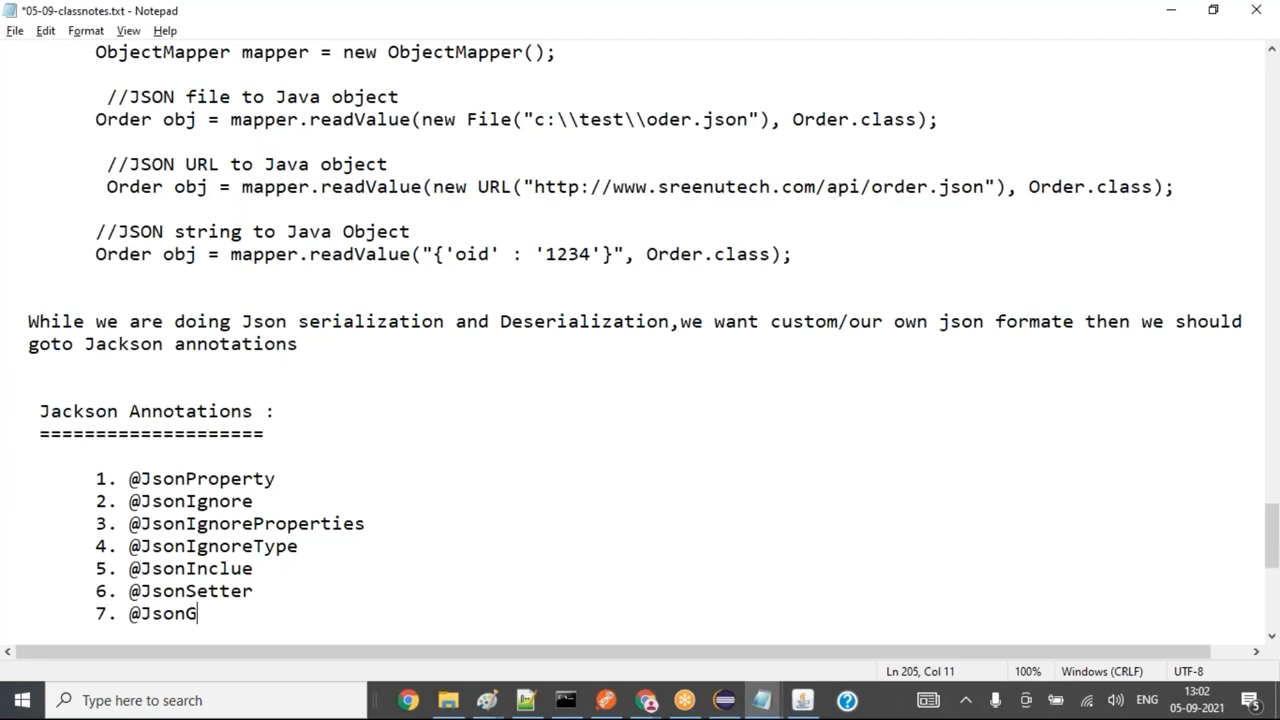 *05-09-classnotes.txt - Notepad
File Edit Format View Help
ObjectMapper mapper = new ObjectMapper();
//JSON file to Java object
Order obj = mapper.readValue(new File("c:\\test\\oder.json"), Order.class);
//JSON URL to Java object
Order obj = mapper.readValue(new URL("http://www.sreenutech.com/api/order.json"), Order.class);
//JSON string to Java Object
Order obj = mapper.readValue("{'oid' : '1234'}", Order.class);
While we are doing Json serialization and Deserialization,we want custom/our own json formate then we should
goto Jackson annotations
Jackson Annotations :
====================
1. @JsonProperty
2. @JsonIgnore
3. @JsonIgnoreProperties
4. @JsonIgnoreType
5. @JsonInclue
6. @JsonSetter
7. @JsonG
Ln 205, Col 11 100% Windows (CRLF) UTF-8
Type here to search
ENG
13:02
05-09-2021
5